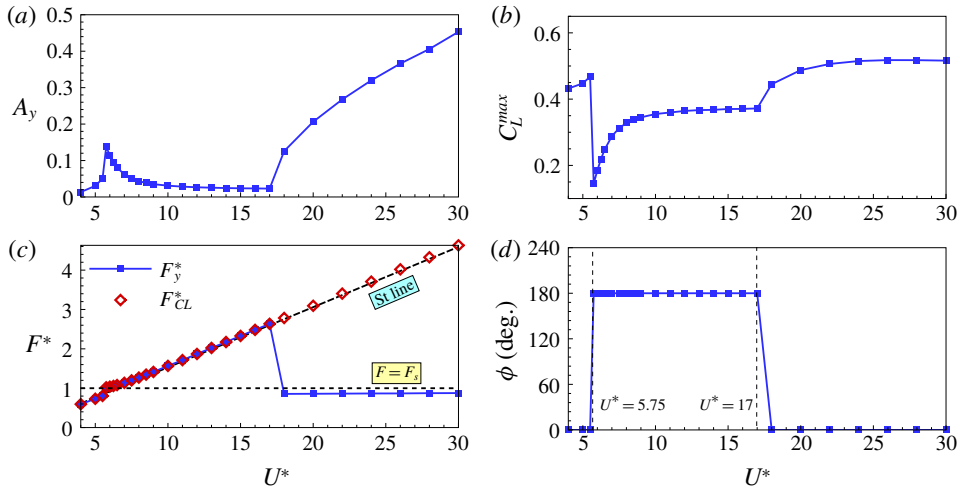 (a)
0.5
0.4
0.3
0.2
0.1
0
A_y
5 10 15 20 25 30
(b)
0.6
0.4
0.2
C_L^max
5 10 15 20 25 30
(c)
4
3
2
1
0
F*
F*_y
F*_CL
St line
F = F_s
5 10 15 20 25 30
U*
(d)
240
180
120
60
0
ϕ (deg.)
U* = 5.75
U* = 17
5 10 15 20 25 30
U*